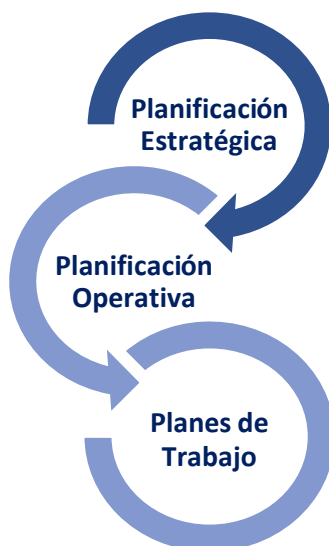 Planificación
Estratégica
Planificación
Operativa
Planes de
Trabajo